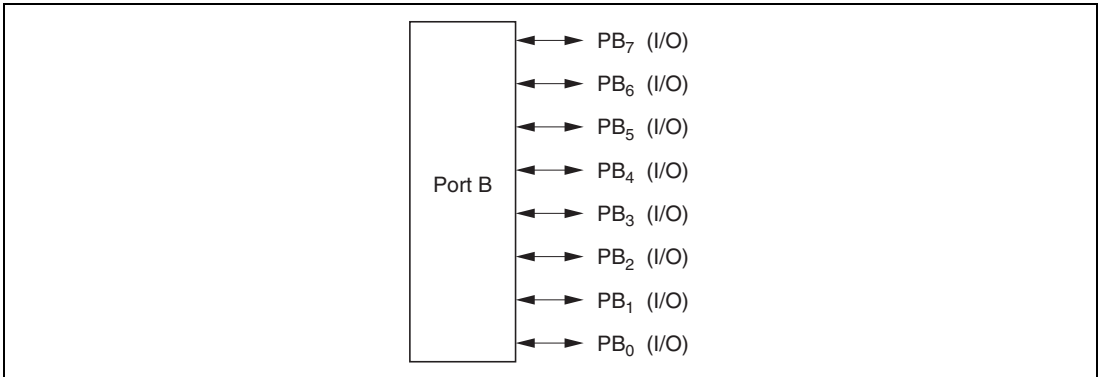 PB₇ (I/O)
PB₆ (I/O)
PB₅ (I/O)
Port B
PB₄ (I/O)
PB₃ (I/O)
PB₂ (I/O)
PB₁ (I/O)
PB₀ (I/O)